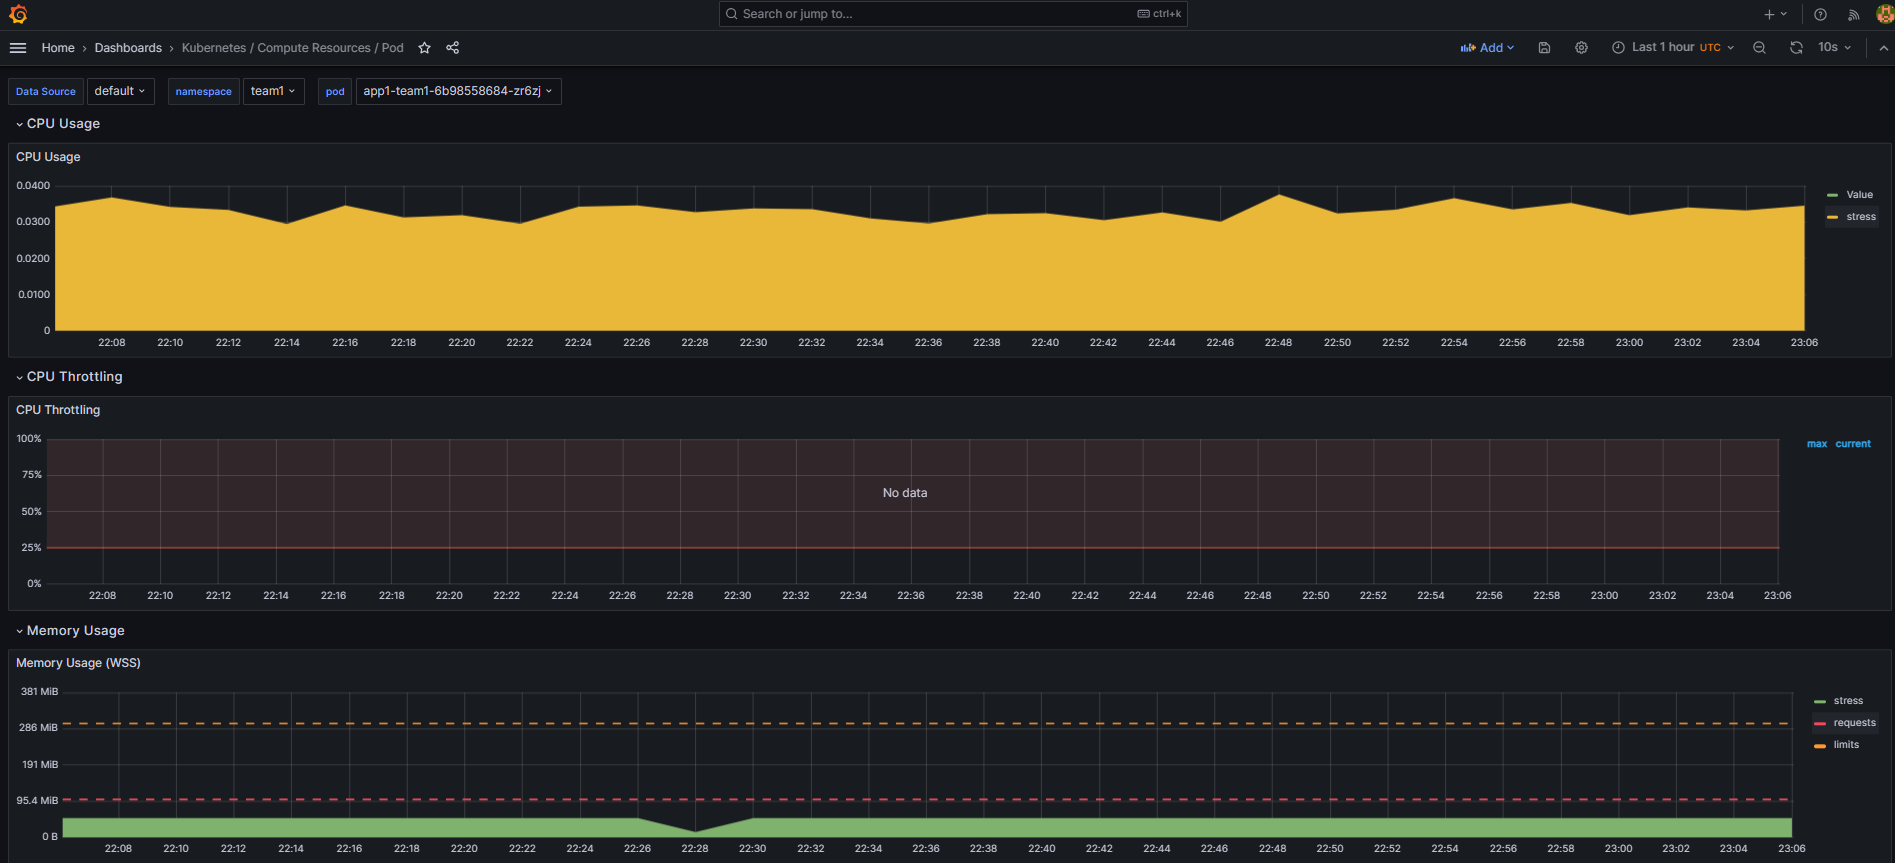 Search or jump to... ctrl+k
Home › Dashboards › Kubernetes / Compute Resources / Pod
Add Last 1 hour UTC 10s
Data Source default namespace team1 pod app1-team1-6b98558684-zr6zj
CPU Usage
CPU Usage
0.0400
0.0300
0.0200
0.0100
0
22:08 22:10 22:12 22:14 22:16 22:18 22:20 22:22 22:24 22:26 22:28 22:30 22:32 22:34 22:36 22:38 22:40 22:42 22:44 22:46 22:48 22:50 22:52 22:54 22:56 22:58 23:00 23:02 23:04 23:06
Value
stress
CPU Throttling
CPU Throttling
100%
75%
50%
25%
0%
No data
22:08 22:10 22:12 22:14 22:16 22:18 22:20 22:22 22:24 22:26 22:28 22:30 22:32 22:34 22:36 22:38 22:40 22:42 22:44 22:46 22:48 22:50 22:52 22:54 22:56 22:58 23:00 23:02 23:04 23:06
max current
Memory Usage
Memory Usage (WSS)
381 MiB
286 MiB
191 MiB
95.4 MiB
0 B
22:08 22:10 22:12 22:14 22:16 22:18 22:20 22:22 22:24 22:26 22:28 22:30 22:32 22:34 22:36 22:38 22:40 22:42 22:44 22:46 22:48 22:50 22:52 22:54 22:56 22:58 23:00 23:02 23:04 23:06
stress
requests
limits